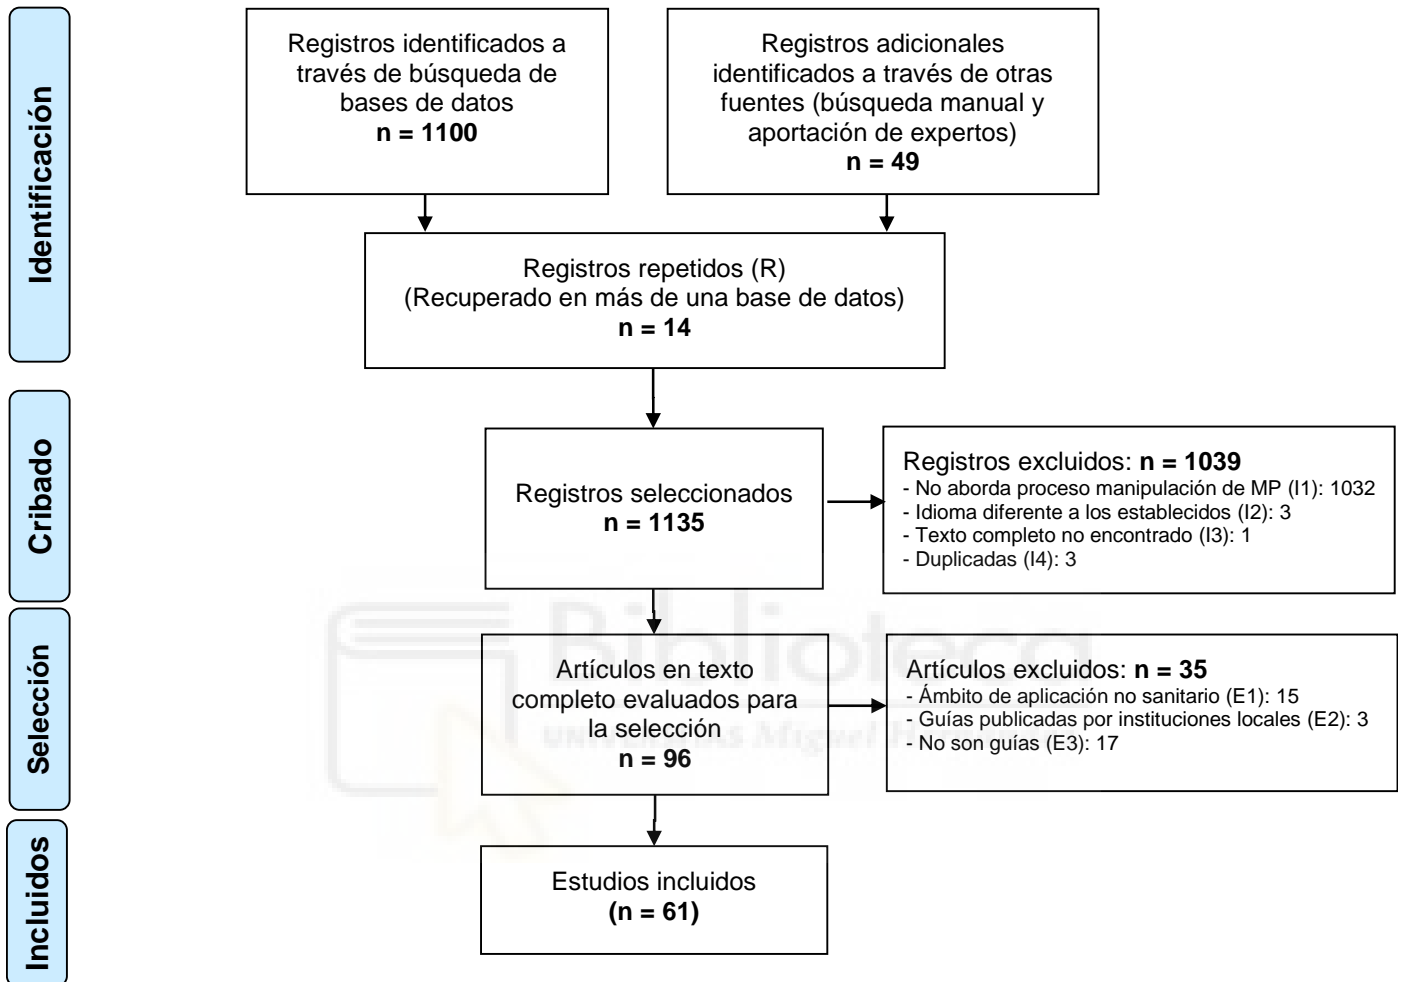 Identificación
Registros identificados a
través de búsqueda de
bases de datos
n = 1100
Registros adicionales
identificados a través de otras
fuentes (búsqueda manual y
aportación de expertos)
n = 49
Registros repetidos (R)
(Recuperado en más de una base de datos)
n = 14
Cribado
Registros seleccionados
n = 1135
Registros excluidos: n = 1039
- No aborda proceso manipulación de MP (I1): 1032
- Idioma diferente a los establecidos (I2): 3
- Texto completo no encontrado (I3): 1
- Duplicadas (I4): 3
Biblioteca
UNIVERSITAS Miguel Hernández
Selección
Artículos en texto
completo evaluados para
la selección
n = 96
Artículos excluidos: n = 35
- Ámbito de aplicación no sanitario (E1): 15
- Guías publicadas por instituciones locales (E2): 3
- No son guías (E3): 17
Incluidos
Estudios incluidos
(n = 61)